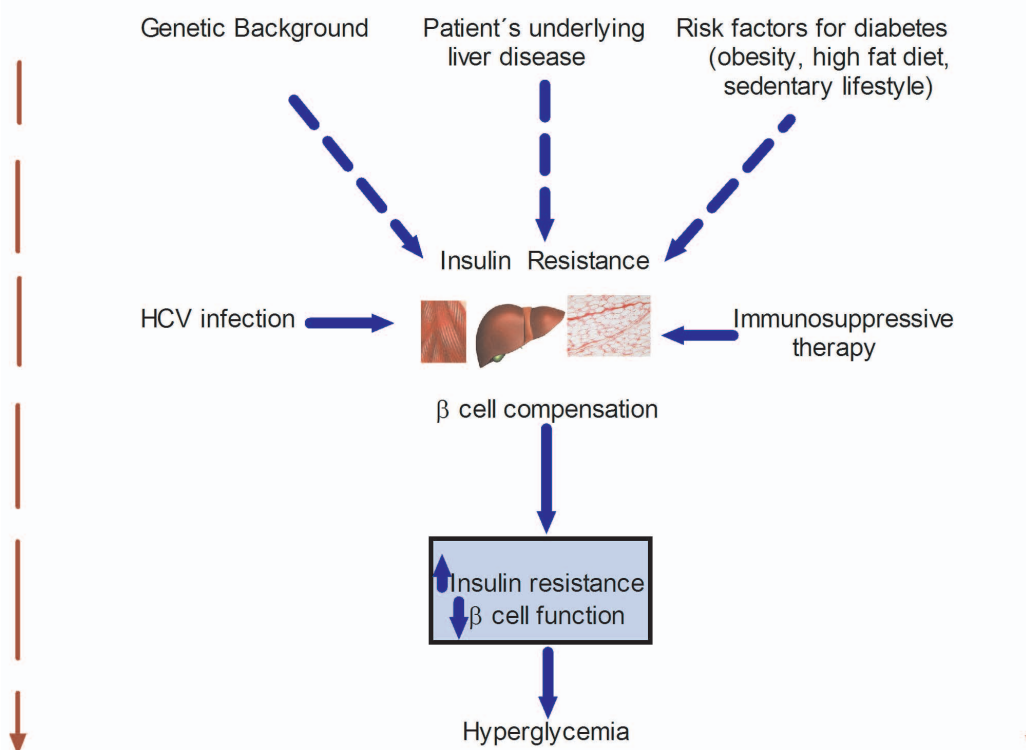 Genetic Background
Patient´s underlying
liver disease
Risk factors for diabetes
(obesity, high fat diet,
sedentary lifestyle)
Insulin Resistance
HCV infection
Immunosuppressive
therapy
β cell compensation
Insulin resistance
β cell function
Hyperglycemia